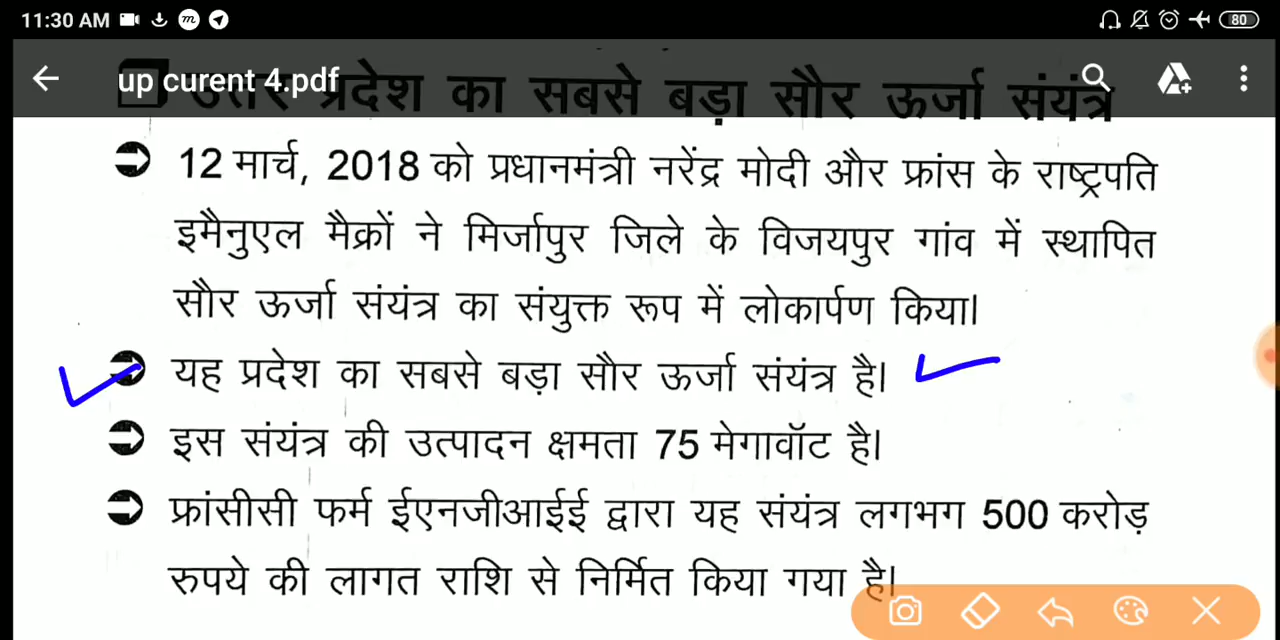 11:30 AM
80
up curent 4.pdf
उत्तर प्रदेश का सबसे बड़ा सौर ऊर्जा संयंत्र
12 मार्च, 2018 को प्रधानमंत्री नरेंद्र मोदी और फ्रांस के राष्ट्रपति
इमैनुएल मैक्रों ने मिर्जापुर जिले के विजयपुर गांव में स्थापित
सौर ऊर्जा संयंत्र का संयुक्त रूप में लोकार्पण किया।
यह प्रदेश का सबसे बड़ा सौर ऊर्जा संयंत्र है।
इस संयंत्र की उत्पादन क्षमता 75 मेगावॉट है।
फ्रांसीसी फर्म ईएनजीआईई द्वारा यह संयंत्र लगभग 500 करोड़
रुपये की लागत राशि से निर्मित किया गया है।